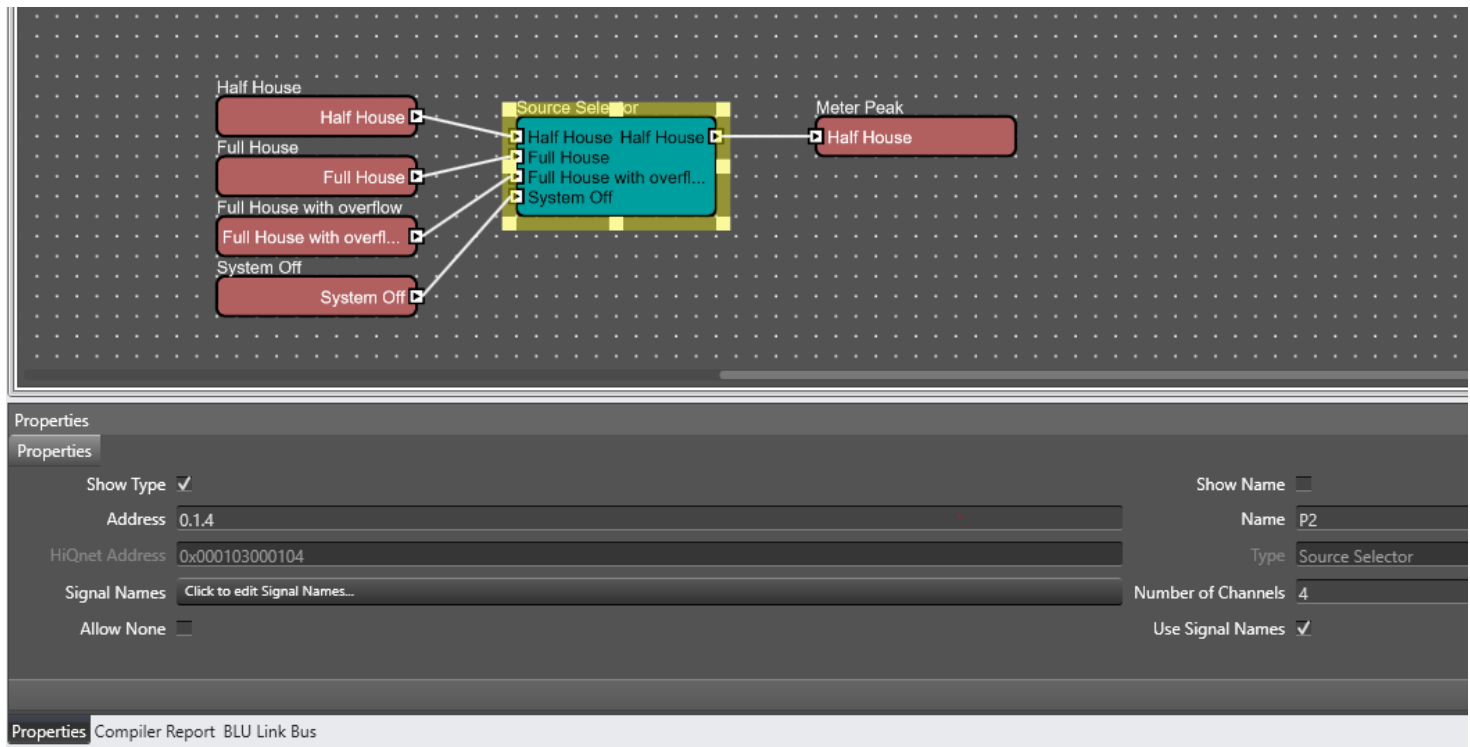 Half House
Half House
Full House
Full House
Full House with overflow
Full House with overfl...
System Off
System Off
Source Selector
Half House Half House
Full House
Full House with overfl...
System Off
Meter Peak
Half House
Properties
Properties
Show Type
Show Name
Address 0.1.4
Name P2
HiQnet Address 0x000103000104
Type Source Selector
Signal Names Click to edit Signal Names...
Number of Channels 4
Allow None
Use Signal Names
Properties Compiler Report BLU Link Bus